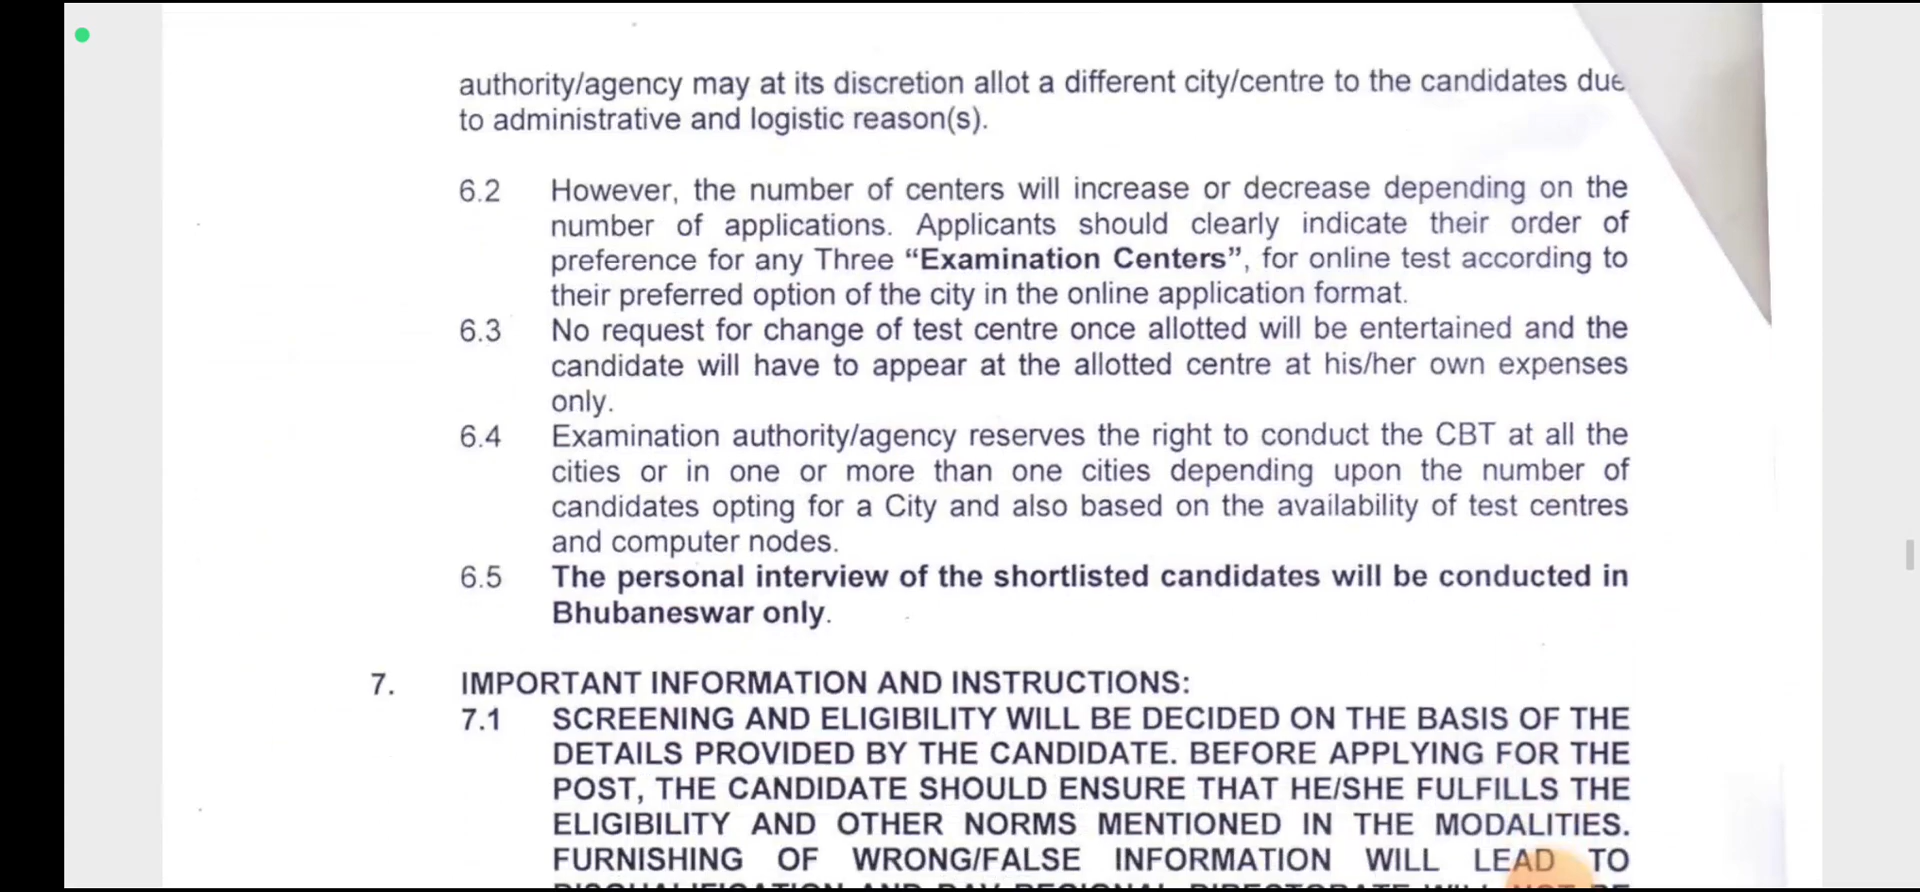 authority/agency may at its discretion allot a different city/centre to the candidates due
to administrative and logistic reason(s).
6.2 However, the number of centers will increase or decrease depending on the
number of applications. Applicants should clearly indicate their order of
preference for any Three “Examination Centers”, for online test according to
their preferred option of the city in the online application format.
6.3 No request for change of test centre once allotted will be entertained and the
candidate will have to appear at the allotted centre at his/her own expenses
only.
6.4 Examination authority/agency reserves the right to conduct the CBT at all the
cities or in one or more than one cities depending upon the number of
candidates opting for a City and also based on the availability of test centres
and computer nodes.
6.5 The personal interview of the shortlisted candidates will be conducted in
Bhubaneswar only.
7. IMPORTANT INFORMATION AND INSTRUCTIONS:
7.1 SCREENING AND ELIGIBILITY WILL BE DECIDED ON THE BASIS OF THE
DETAILS PROVIDED BY THE CANDIDATE. BEFORE APPLYING FOR THE
POST, THE CANDIDATE SHOULD ENSURE THAT HE/SHE FULFILLS THE
ELIGIBILITY AND OTHER NORMS MENTIONED IN THE MODALITIES.
FURNISHING OF WRONG/FALSE INFORMATION WILL LEAD TO